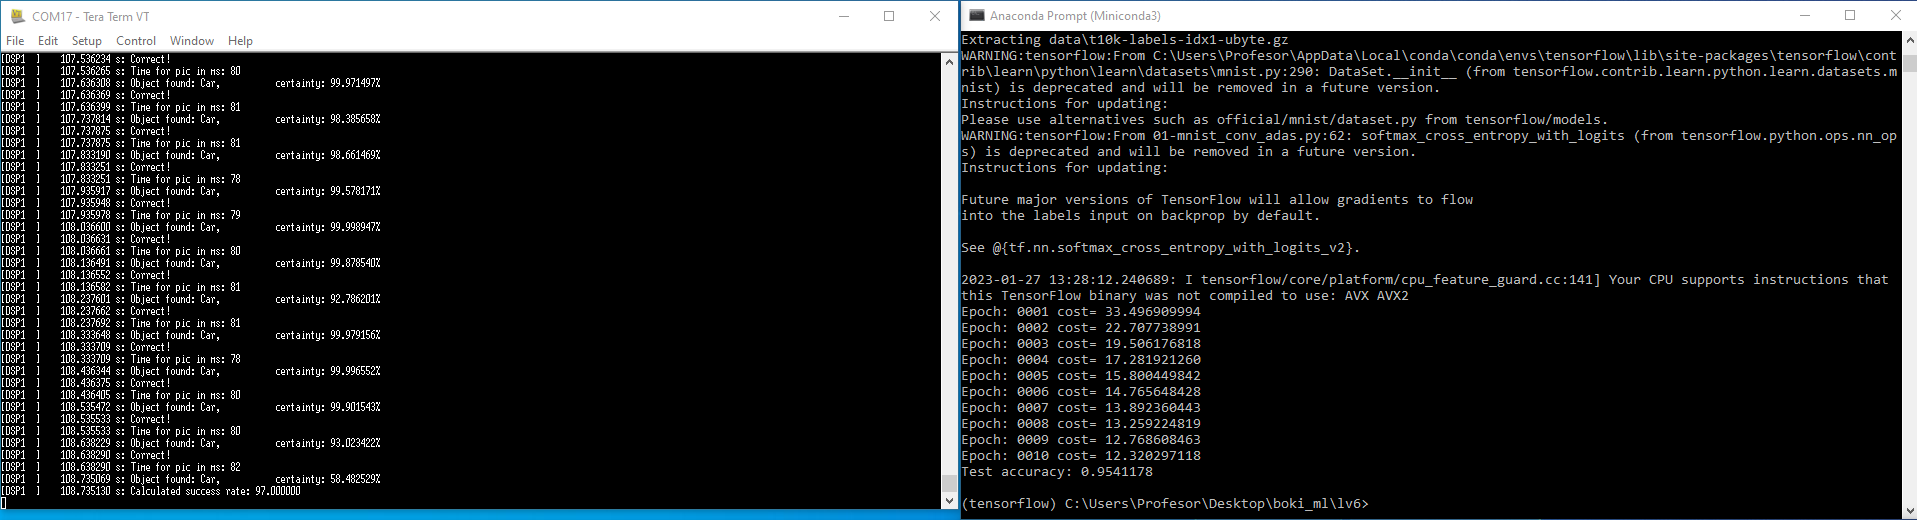 COM17 - Tera Term VT
File Edit Setup Control Window Help
[DSP1 ] 107.536234 s: Correct!
[DSP1 ] 107.536265 s: Time for pic in ms: 80
[DSP1 ] 107.636308 s: Object found: Car, certainty: 99.971497%
[DSP1 ] 107.636369 s: Correct!
[DSP1 ] 107.636399 s: Time for pic in ms: 81
[DSP1 ] 107.737814 s: Object found: Car, certainty: 98.385658%
[DSP1 ] 107.737875 s: Correct!
[DSP1 ] 107.737875 s: Time for pic in ms: 81
[DSP1 ] 107.833190 s: Object found: Car, certainty: 98.661469%
[DSP1 ] 107.833251 s: Correct!
[DSP1 ] 107.833251 s: Time for pic in ms: 78
[DSP1 ] 107.935917 s: Object found: Car, certainty: 99.578171%
[DSP1 ] 107.935948 s: Correct!
[DSP1 ] 107.935978 s: Time for pic in ms: 79
[DSP1 ] 108.036600 s: Object found: Car, certainty: 99.998947%
[DSP1 ] 108.036631 s: Correct!
[DSP1 ] 108.036661 s: Time for pic in ms: 80
[DSP1 ] 108.136491 s: Object found: Car, certainty: 99.878540%
[DSP1 ] 108.136552 s: Correct!
[DSP1 ] 108.136582 s: Time for pic in ms: 81
[DSP1 ] 108.237601 s: Object found: Car, certainty: 92.786201%
[DSP1 ] 108.237662 s: Correct!
[DSP1 ] 108.237692 s: Time for pic in ms: 81
[DSP1 ] 108.333648 s: Object found: Car, certainty: 99.979156%
[DSP1 ] 108.333709 s: Correct!
[DSP1 ] 108.333709 s: Time for pic in ms: 78
[DSP1 ] 108.436344 s: Object found: Car, certainty: 99.996552%
[DSP1 ] 108.436375 s: Correct!
[DSP1 ] 108.436405 s: Time for pic in ms: 80
[DSP1 ] 108.535472 s: Object found: Car, certainty: 99.901543%
[DSP1 ] 108.535533 s: Correct!
[DSP1 ] 108.535533 s: Time for pic in ms: 80
[DSP1 ] 108.638229 s: Object found: Car, certainty: 93.023422%
[DSP1 ] 108.638290 s: Correct!
[DSP1 ] 108.638290 s: Time for pic in ms: 82
[DSP1 ] 108.735069 s: Object found: Car, certainty: 58.482529%
[DSP1 ] 108.735130 s: Calculated success rate: 97.000000
Anaconda Prompt (Miniconda3)
Extracting data\t10k-labels-idx1-ubyte.gz
WARNING:tensorflow:From C:\Users\Profesor\AppData\Local\conda\conda\envs\tensorflow\lib\site-packages\tensorflow\cont
rib\learn\python\learn\datasets\mnist.py:290: DataSet.__init__ (from tensorflow.contrib.learn.python.learn.datasets.m
nist) is deprecated and will be removed in a future version.
Instructions for updating:
Please use alternatives such as official/mnist/dataset.py from tensorflow/models.
WARNING:tensorflow:From 01-mnist_conv_adas.py:62: softmax_cross_entropy_with_logits (from tensorflow.python.ops.nn_op
s) is deprecated and will be removed in a future version.
Instructions for updating:
Future major versions of TensorFlow will allow gradients to flow
into the labels input on backprop by default.
See @{tf.nn.softmax_cross_entropy_with_logits_v2}.
2023-01-27 13:28:12.240689: I tensorflow/core/platform/cpu_feature_guard.cc:141] Your CPU supports instructions that
this TensorFlow binary was not compiled to use: AVX AVX2
Epoch: 0001 cost= 33.496909994
Epoch: 0002 cost= 22.707738991
Epoch: 0003 cost= 19.506176818
Epoch: 0004 cost= 17.281921260
Epoch: 0005 cost= 15.800449842
Epoch: 0006 cost= 14.765648428
Epoch: 0007 cost= 13.892360443
Epoch: 0008 cost= 13.259224819
Epoch: 0009 cost= 12.768608463
Epoch: 0010 cost= 12.320297118
Test accuracy: 0.9541178
(tensorflow) C:\Users\Profesor\Desktop\boki_ml\lv6>